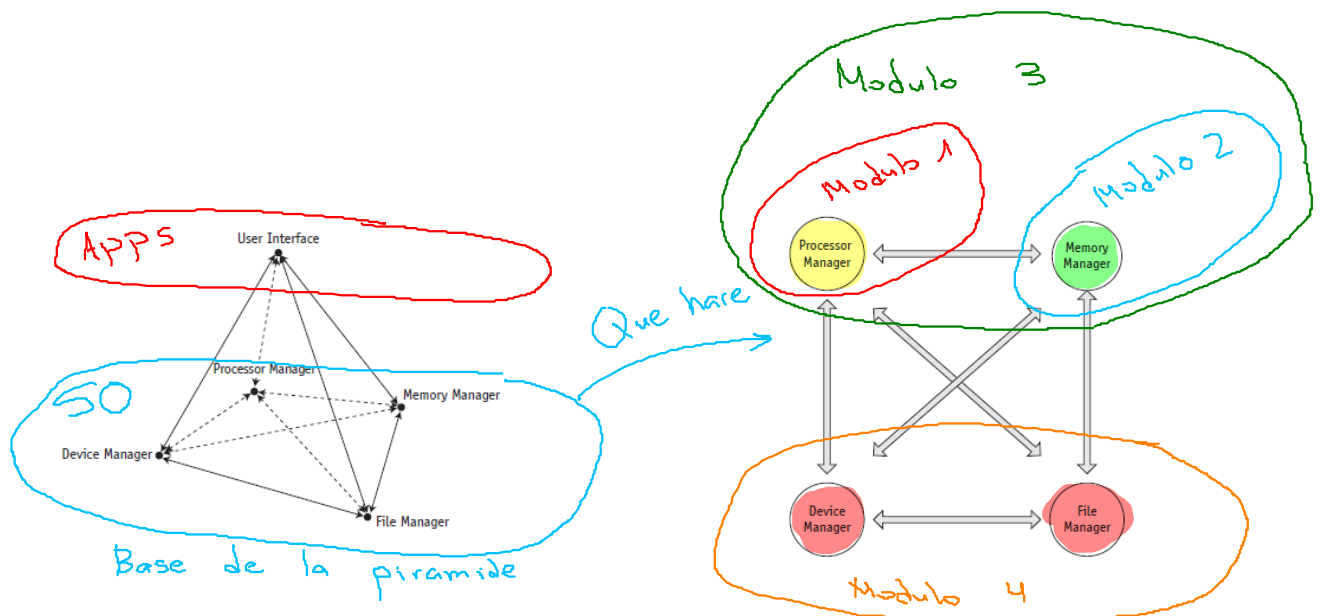 Apps
User Interface
Processor Manager
SO
Memory Manager
Device Manager
File Manager
Base de la piramide
Que hace
Modulo 3
Modulo 1
Modulo 2
Processor
Manager
Memory
Manager
Device
Manager
File
Manager
Modulo 4